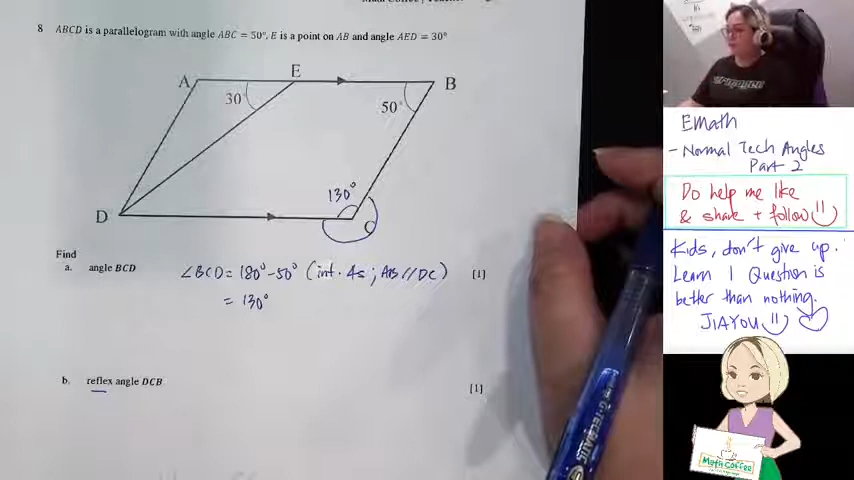 8 ABCD is a parallelogram with angle ABC = 50°. E is a point on AB and angle AED = 30°
A
E
B
30°
50°
130°
D
C
Find
a. angle BCD
∠BCD = 180° - 50° (int. ∠s ; AB // DC)
[1]
= 130°
b. reflex angle DCB
[1]
EMath
- Normal Tech Angles
Part 2
Do help me like
& share + follow
Kids, don't give up.
Learn 1 Question is
better than nothing.
JIAYOU
Math Coffee